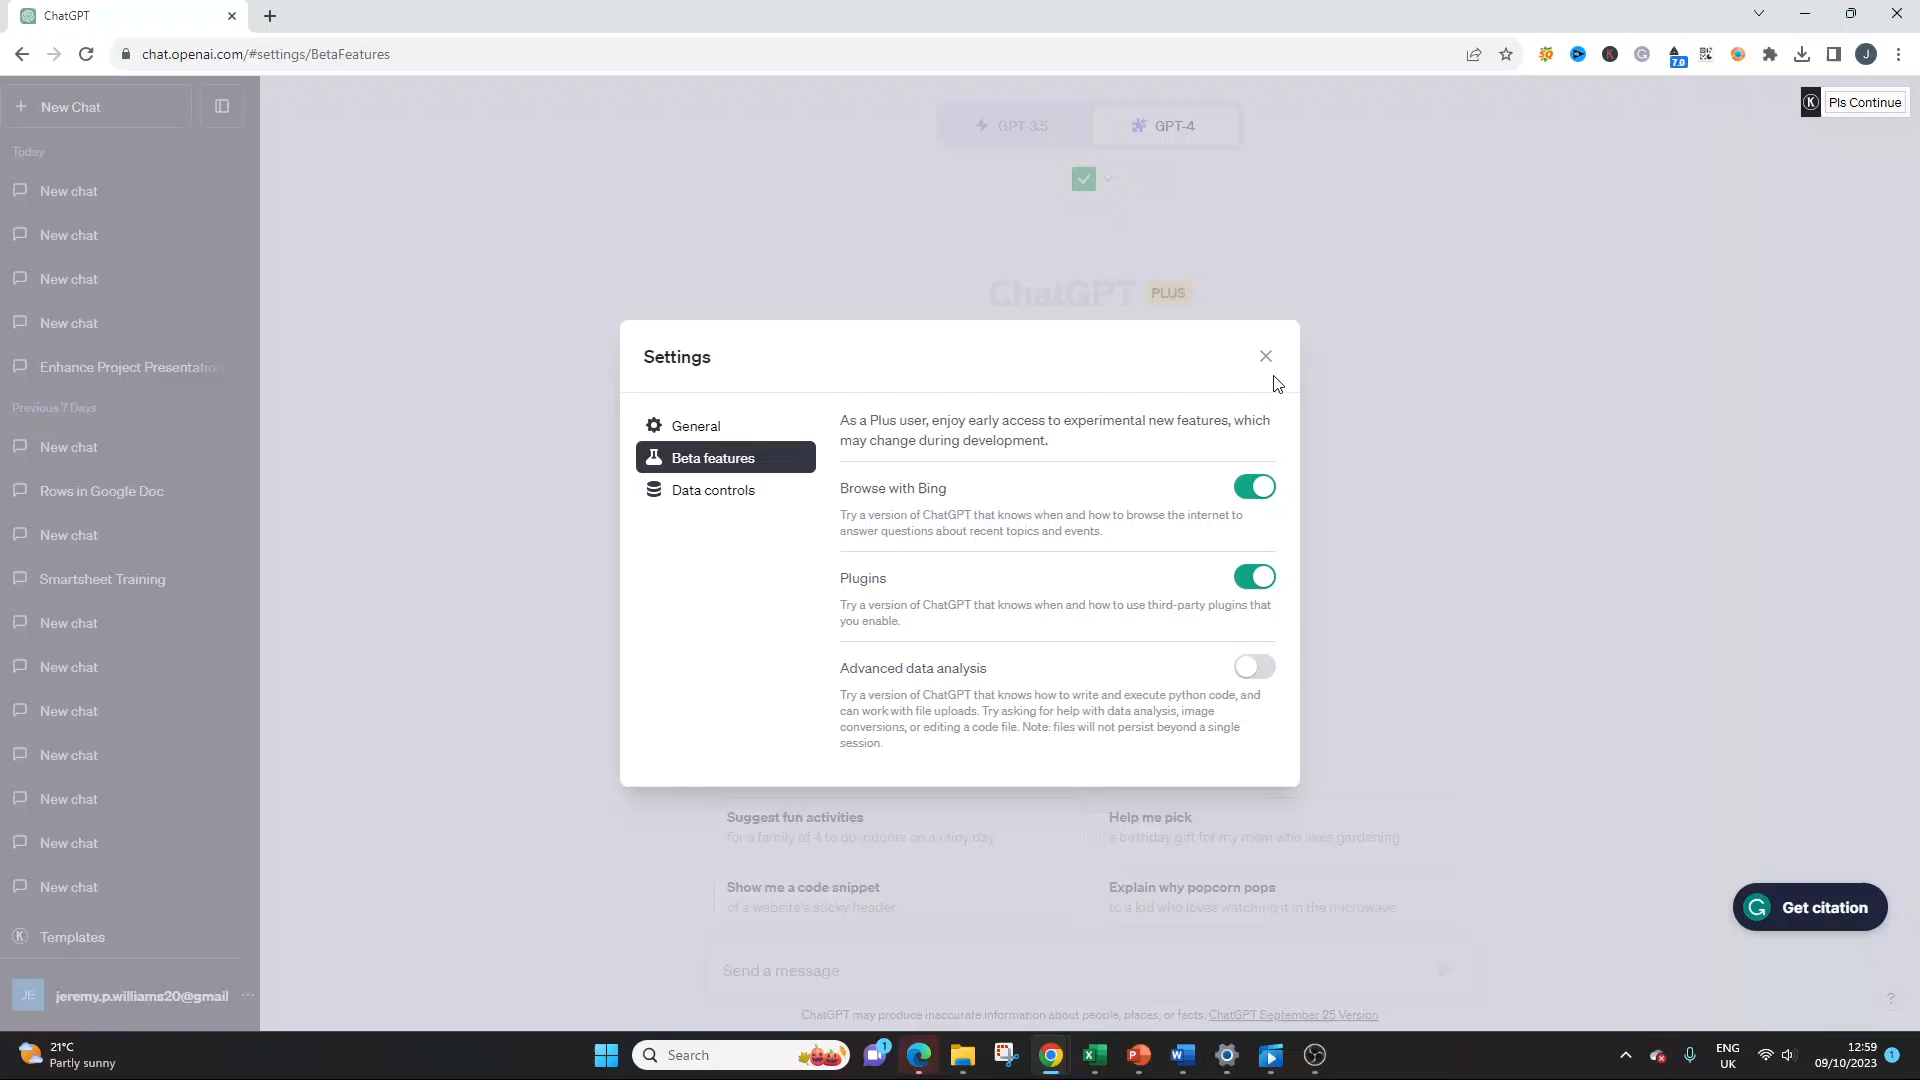 ChatGPT
chat.openai.com/#settings/BetaFeatures
7.0
J
New Chat
GPT-3.5
GPT-4
K
Pls Continue
Today
New chat
New chat
New chat
New chat
Enhance Project Presentation
Previous 7 Days
New chat
Rows in Google Doc
New chat
Smartsheet Training
New chat
New chat
New chat
New chat
New chat
New chat
New chat
K
Templates
JE
jeremy.p.williams20@gmail
ChatGPT PLUS
Settings
General
Beta features
Data controls
As a Plus user, enjoy early access to experimental new features, which
may change during development.
Browse with Bing
Try a version of ChatGPT that knows when and how to browse the internet to
answer questions about recent topics and events.
Plugins
Try a version of ChatGPT that knows when and how to use third-party plugins that
you enable.
Advanced data analysis
Try a version of ChatGPT that knows how to write and execute python code, and
can work with file uploads. Try asking for help with data analysis, image
conversions, or editing a code file. Note: files will not persist beyond a single
session.
Suggest fun activities
for a family of 4 to do indoors on a rainy day
Help me pick
a birthday gift for my mom who likes gardening
Show me a code snippet
of a website's sticky header
Explain why popcorn pops
to a kid who loves watching it in the microwave
Get citation
Send a message
ChatGPT may produce inaccurate information about people, places, or facts. ChatGPT September 25 Version
?
21°C
Partly sunny
Search
1
ENG
UK
12:59
09/10/2023
1